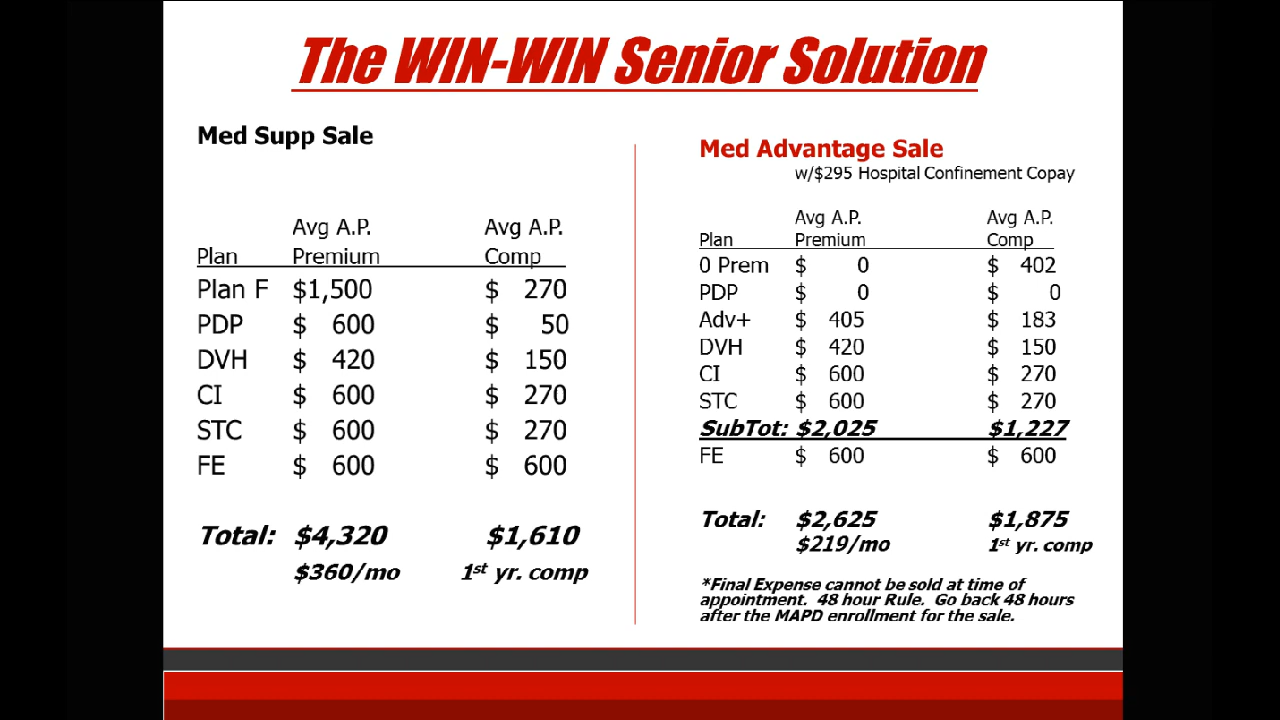 The WIN-WIN Senior Solution
Med Supp Sale
Avg A.P. Avg A.P.
Plan Premium Comp
Plan F $1,500 $ 270
PDP $ 600 $ 50
DVH $ 420 $ 150
CI $ 600 $ 270
STC $ 600 $ 270
FE $ 600 $ 600
Total: $4,320 $1,610
$360/mo 1st yr. comp
Med Advantage Sale
w/$295 Hospital Confinement Copay
Avg A.P. Avg A.P.
Plan Premium Comp
0 Prem $ 0 $ 402
PDP $ 0 $ 0
Adv+ $ 405 $ 183
DVH $ 420 $ 150
CI $ 600 $ 270
STC $ 600 $ 270
SubTot: $2,025 $1,227
FE $ 600 $ 600
Total: $2,625 $1,875
$219/mo 1st yr. comp
*Final Expense cannot be sold at time of
appointment. 48 hour Rule. Go back 48 hours
after the MAPD enrollment for the sale.